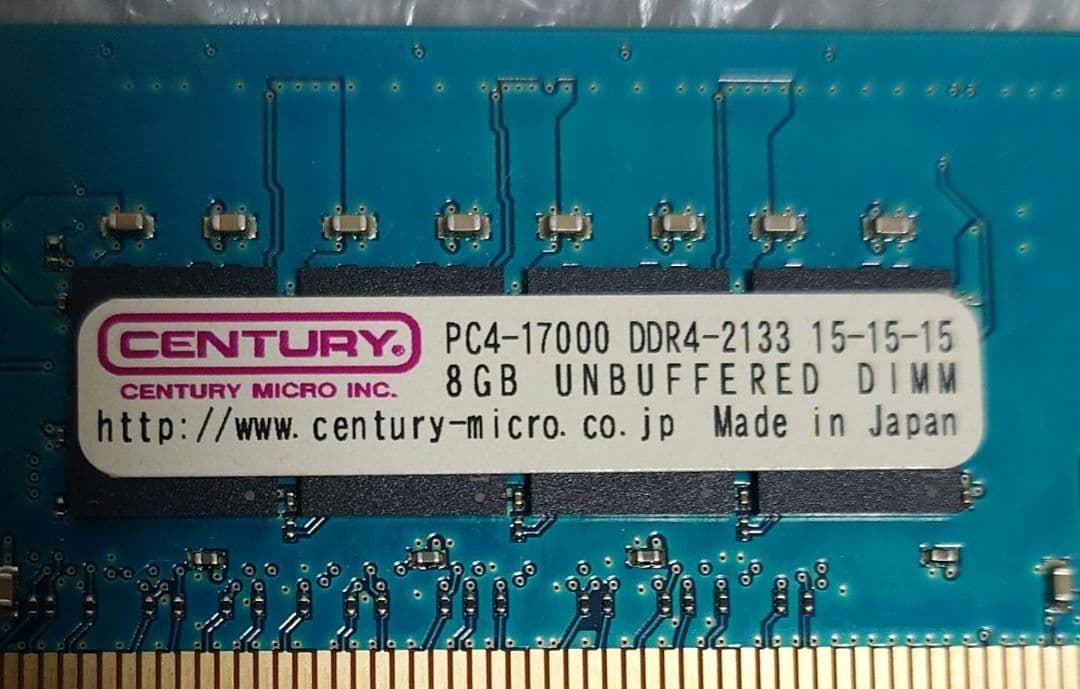 CENTURY®
CENTURY MICRO INC.
PC4-17000 DDR4-2133 15-15-15
8GB UNBUFFERED DIMM
http://www.century-micro.co.jp Made in Japan